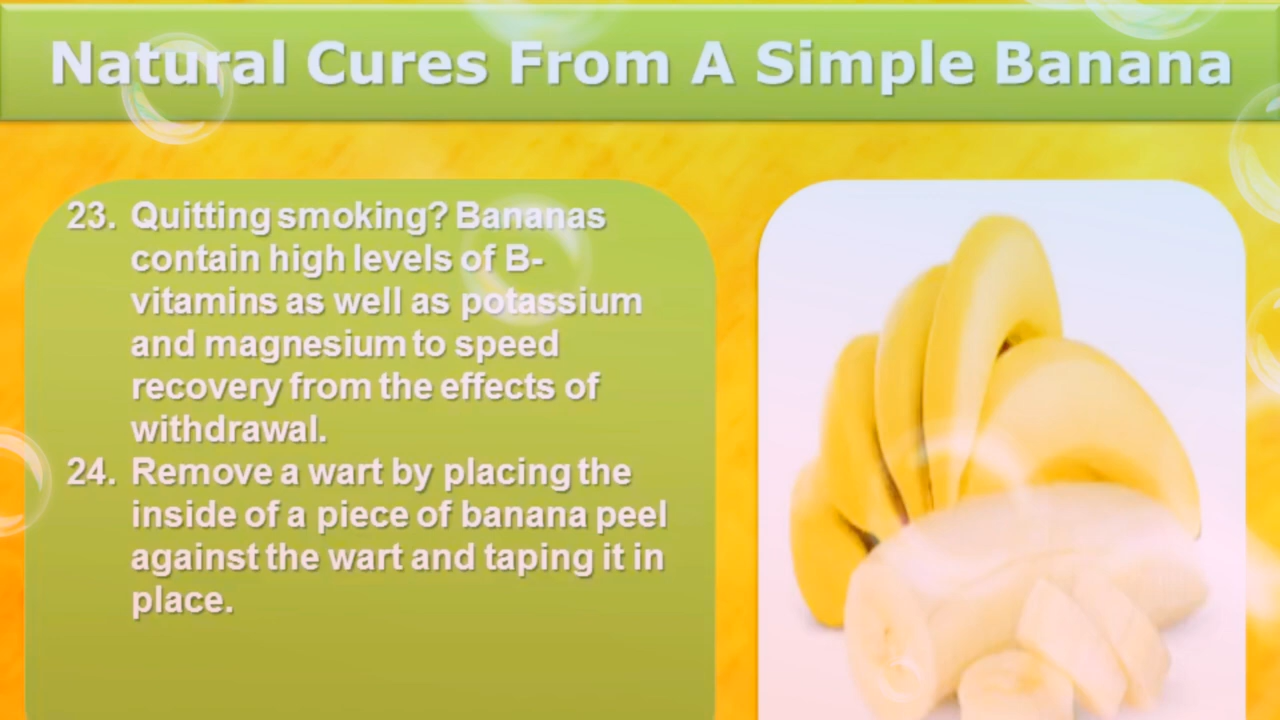 Natural Cures From A Simple Banana
23. Quitting smoking? Bananas
contain high levels of B-
vitamins as well as potassium
and magnesium to speed
recovery from the effects of
withdrawal.
24. Remove a wart by placing the
inside of a piece of banana peel
against the wart and taping it in
place.